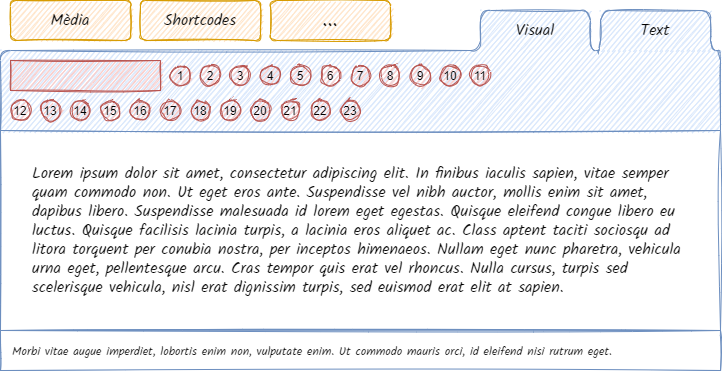 Mèdia Shortcodes ... Visual Text
1 2 3 4 5 6 7 8 9 10 11
12 13 14 15 16 17 18 19 20 21 22 23
Lorem ipsum dolor sit amet, consectetur adipiscing elit. In finibus iaculis sapien, vitae semper
quam commodo non. Ut eget eros ante. Suspendisse vel nibh auctor, mollis enim sit amet,
dapibus libero. Suspendisse malesuada id lorem eget egestas. Quisque eleifend congue libero eu
luctus. Quisque facilisis lacinia turpis, a lacinia eros aliquet ac. Class aptent taciti sociosqu ad
litora torquent per conubia nostra, per inceptos himenaeos. Nullam eget nunc pharetra, vehicula
urna eget, pellentesque arcu. Cras tempor quis erat vel rhoncus. Nulla cursus, turpis sed
scelerisque vehicula, nisl erat dignissim turpis, sed euismod erat elit at sapien.
Morbi vitae augue imperdiet, lobortis enim non, vulputate enim. Ut commodo mauris orci, id eleifend nisi rutrum eget.